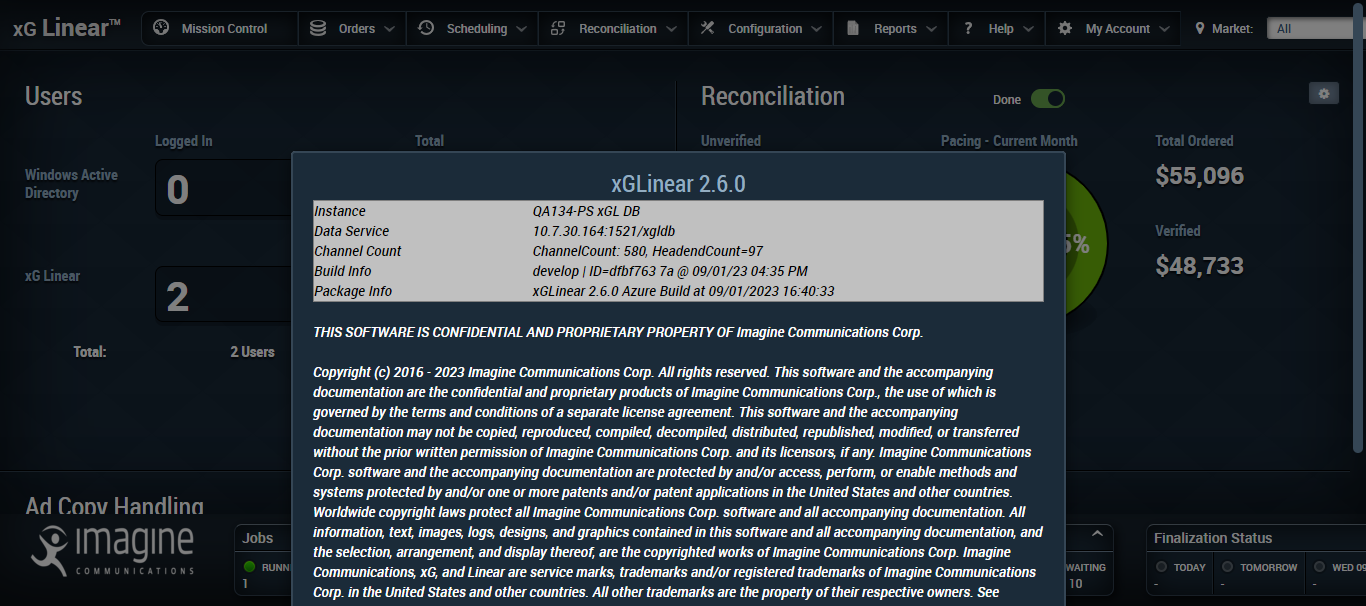 xG Linear™
Mission Control
Orders
Scheduling
Reconciliation
Configuration
Reports
? Help
My Account
Market:
All
Users
Logged In
Total
Windows Active
Directory
0
xG Linear
2
Total:
2 Users
Reconciliation
Done
Unverified
Pacing - Current Month
Total Ordered
$55,096
Verified
$48,733
5%
xGLinear 2.6.0
Instance QA134-PS xGL DB
Data Service 10.7.30.164:1521/xgldb
Channel Count ChannelCount: 580, HeadendCount=97
Build Info develop | ID=dfbf763 7a @ 09/01/23 04:35 PM
Package Info xGLinear 2.6.0 Azure Build at 09/01/2023 16:40:33
THIS SOFTWARE IS CONFIDENTIAL AND PROPRIETARY PROPERTY OF Imagine Communications Corp.
Copyright (c) 2016 - 2023 Imagine Communications Corp. All rights reserved. This software and the accompanying
documentation are the confidential and proprietary products of Imagine Communications Corp., the use of which is
governed by the terms and conditions of a separate license agreement. This software and the accompanying
documentation may not be copied, reproduced, compiled, decompiled, distributed, republished, modified, or transferred
without the prior written permission of Imagine Communications Corp. and its licensors, if any. Imagine Communications
Corp. software and the accompanying documentation are protected by and/or access, perform, or enable methods and
systems protected by and/or one or more patents and/or patent applications in the United States and other countries.
Worldwide copyright laws protect all Imagine Communications Corp. software and all accompanying documentation. All
information, text, images, logs, designs, and graphics contained in this software and all accompanying documentation, and
the selection, arrangement, and display thereof, are the copyrighted works of Imagine Communications Corp. Imagine
Communications, xG, and Linear are service marks, trademarks and/or registered trademarks of Imagine Communications
Corp. in the United States and other countries. All other trademarks are the property of their respective owners. See
Ad Copy Handling
imagine
COMMUNICATIONS
Jobs
RUNNI
1
WAITING
10
Finalization Status
TODAY
-
TOMORROW
-
WED 09
-